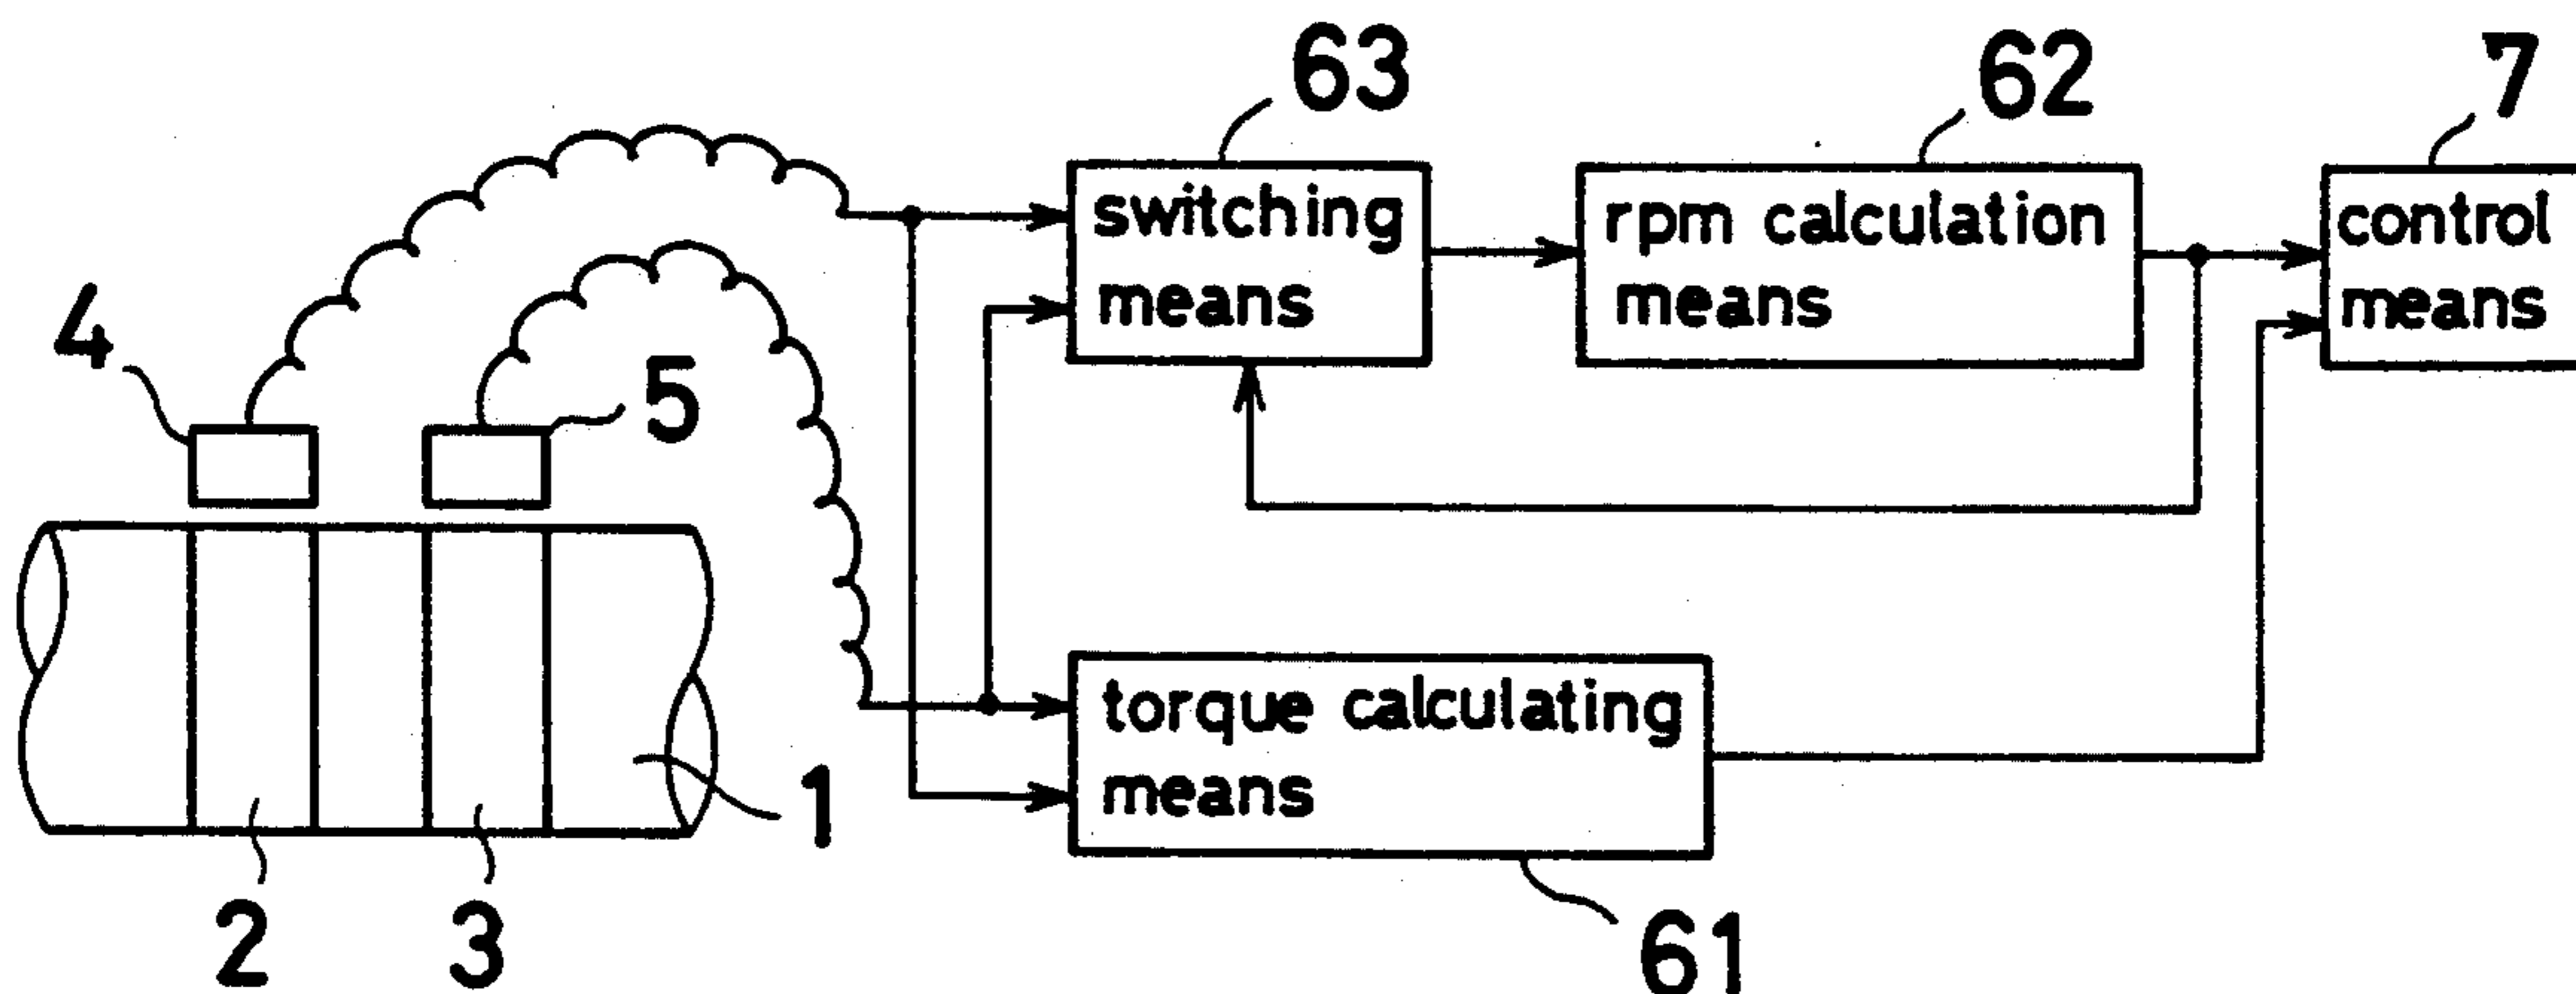 63
62
7
switching
means
rpm calculation
means
control
means
4
5
torque calculating
means
1
2
3
61